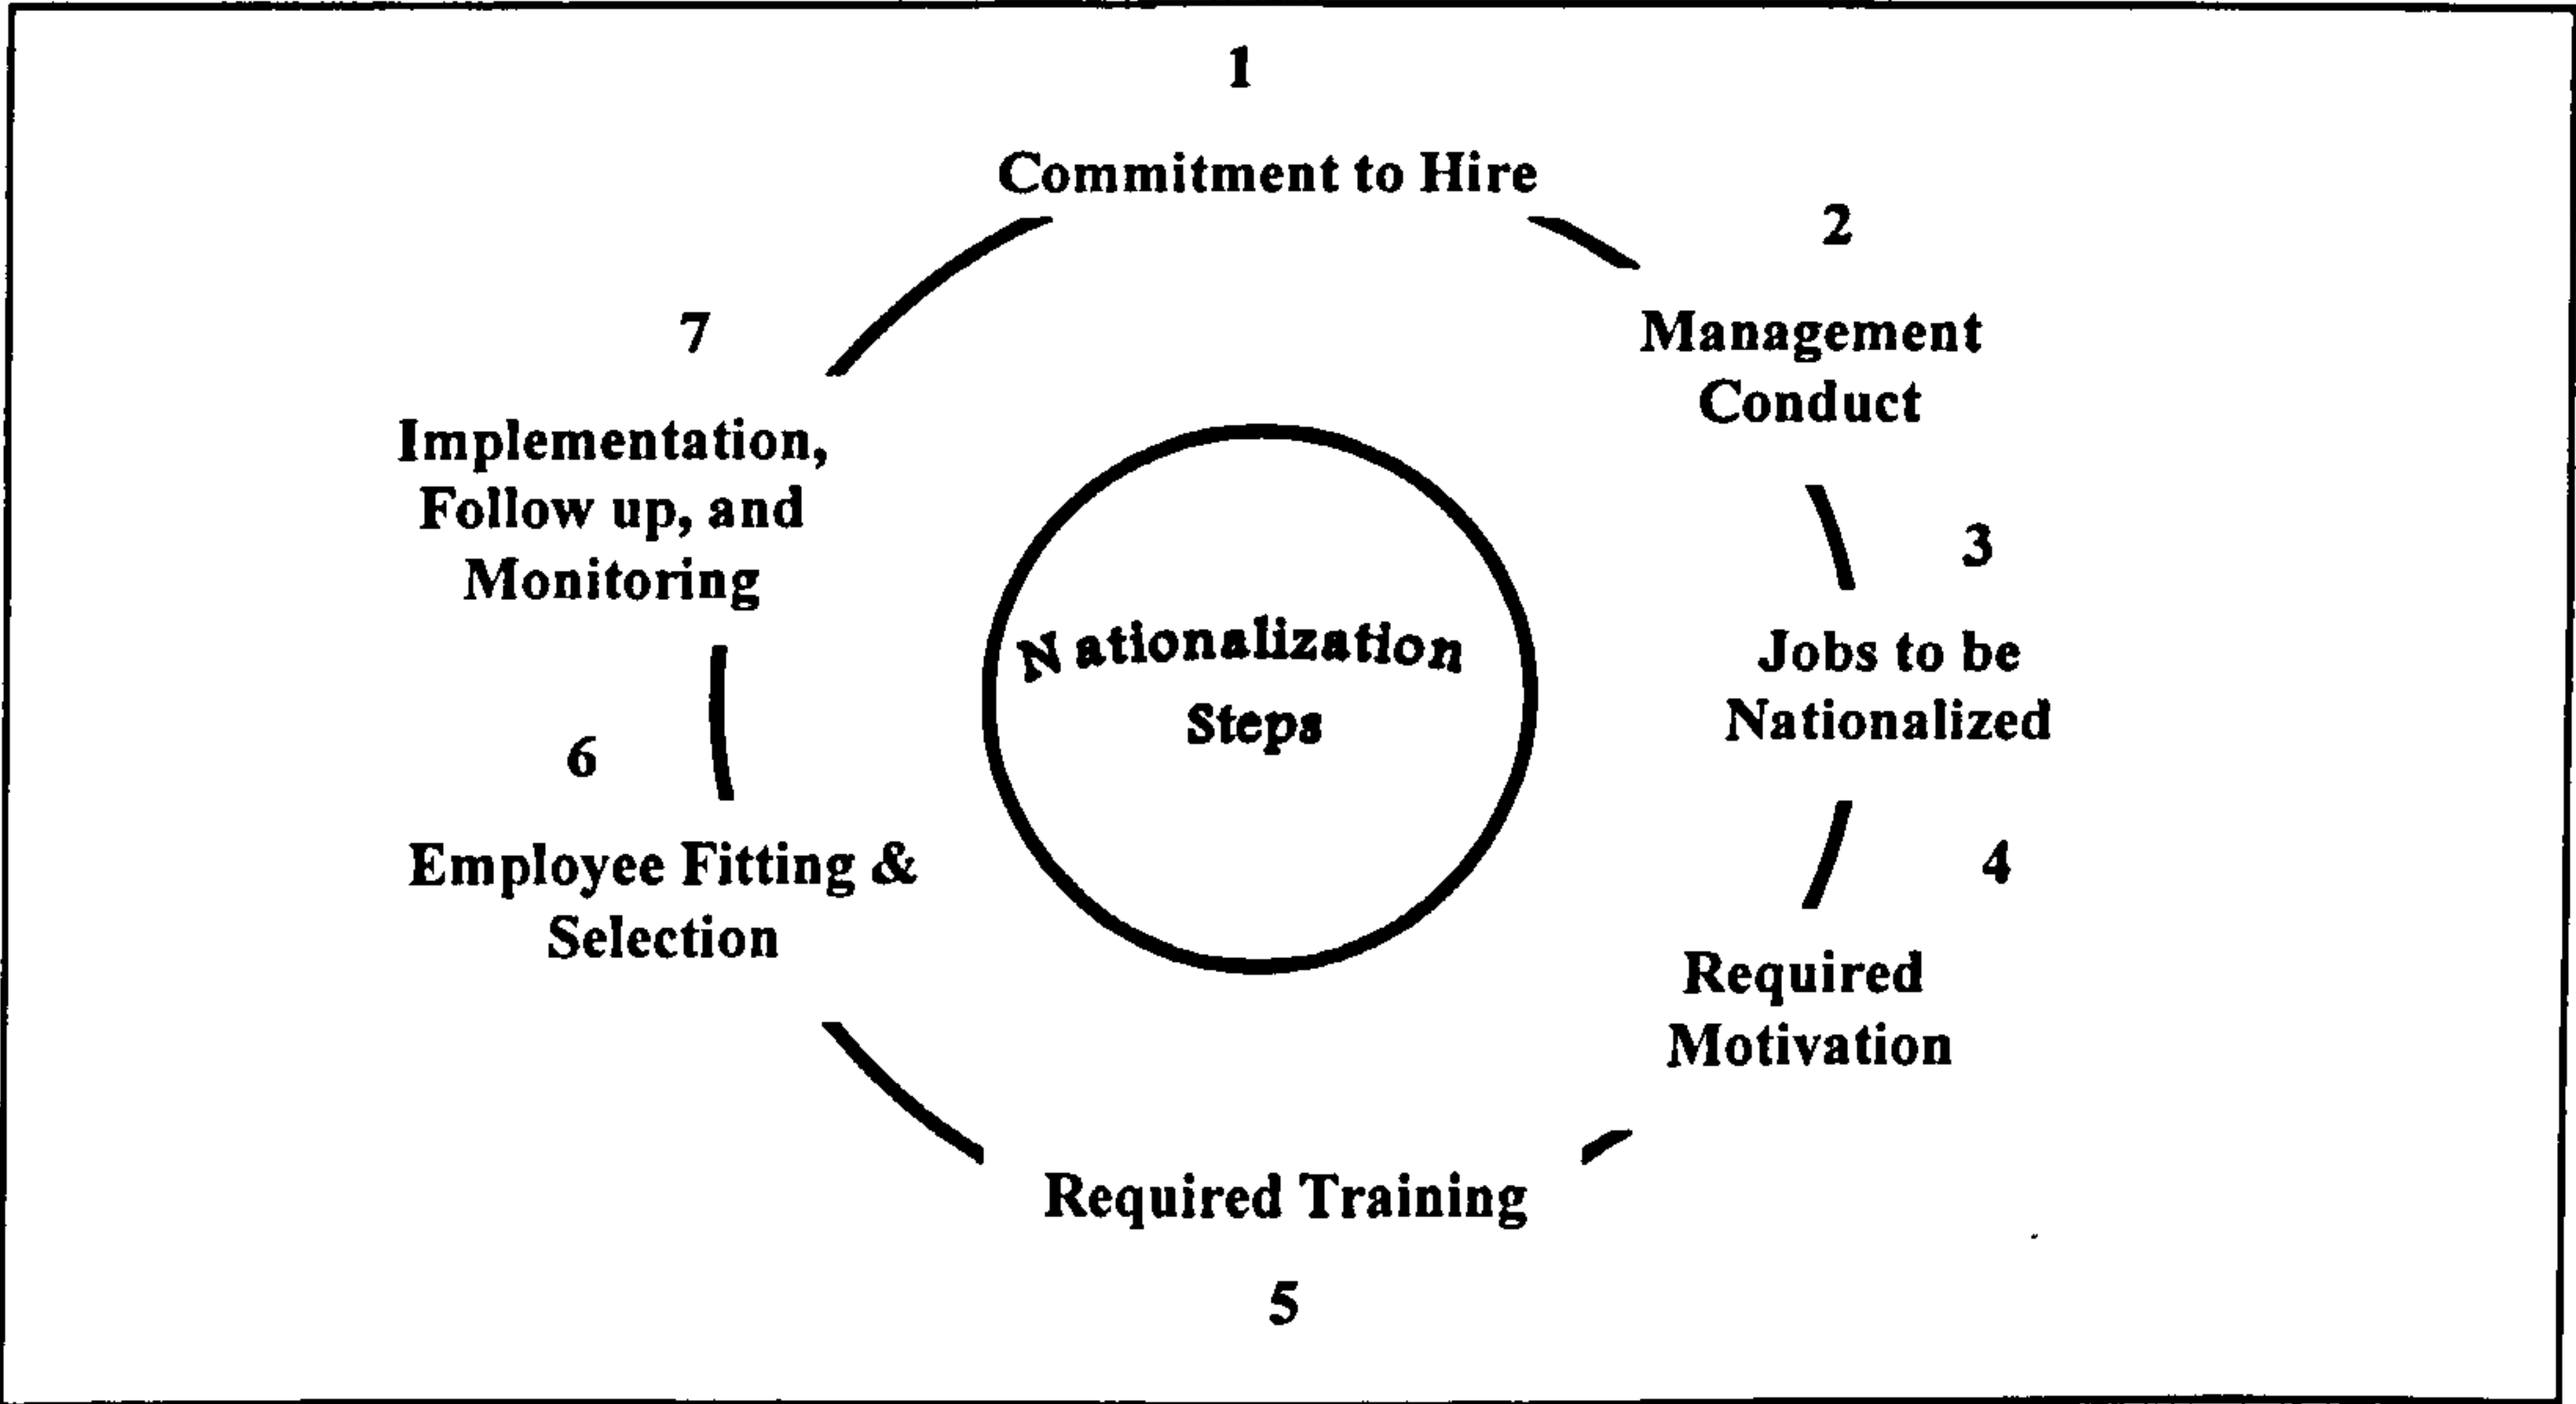 1
Commitment to Hire
2
Management
Conduct
3
Jobs to be
Nationalized
4
Required
Motivation
Required Training
5
6
Employee Fitting &
Selection
7
Implementation,
Follow up, and
Monitoring
Nationalization
Steps